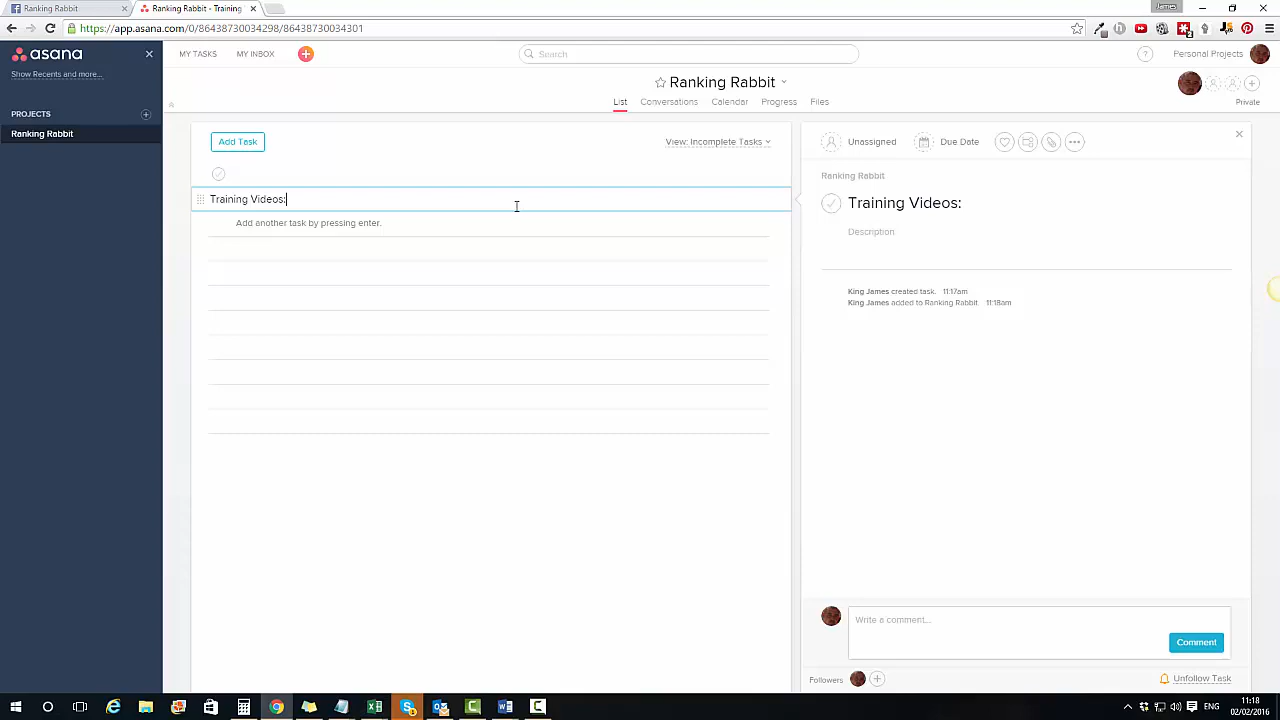 Ranking Rabbit
Ranking Rabbit - Training
James
https://app.asana.com/0/86438730034298/86438730034301
asana
MY TASKS
MY INBOX
Search
?
Personal Projects
Show Recents and more...
Ranking Rabbit
List
Conversations
Calendar
Progress
Files
Private
PROJECTS
Ranking Rabbit
Add Task
View: Incomplete Tasks
Unassigned
Due Date
Ranking Rabbit
Training Videos:
Training Videos:
Add another task by pressing enter.
Description
King James created task. 11:17am
King James added to Ranking Rabbit 11:18am
Write a comment...
Comment
Followers
Unfollow Task
ENG
11:18
02/02/2016